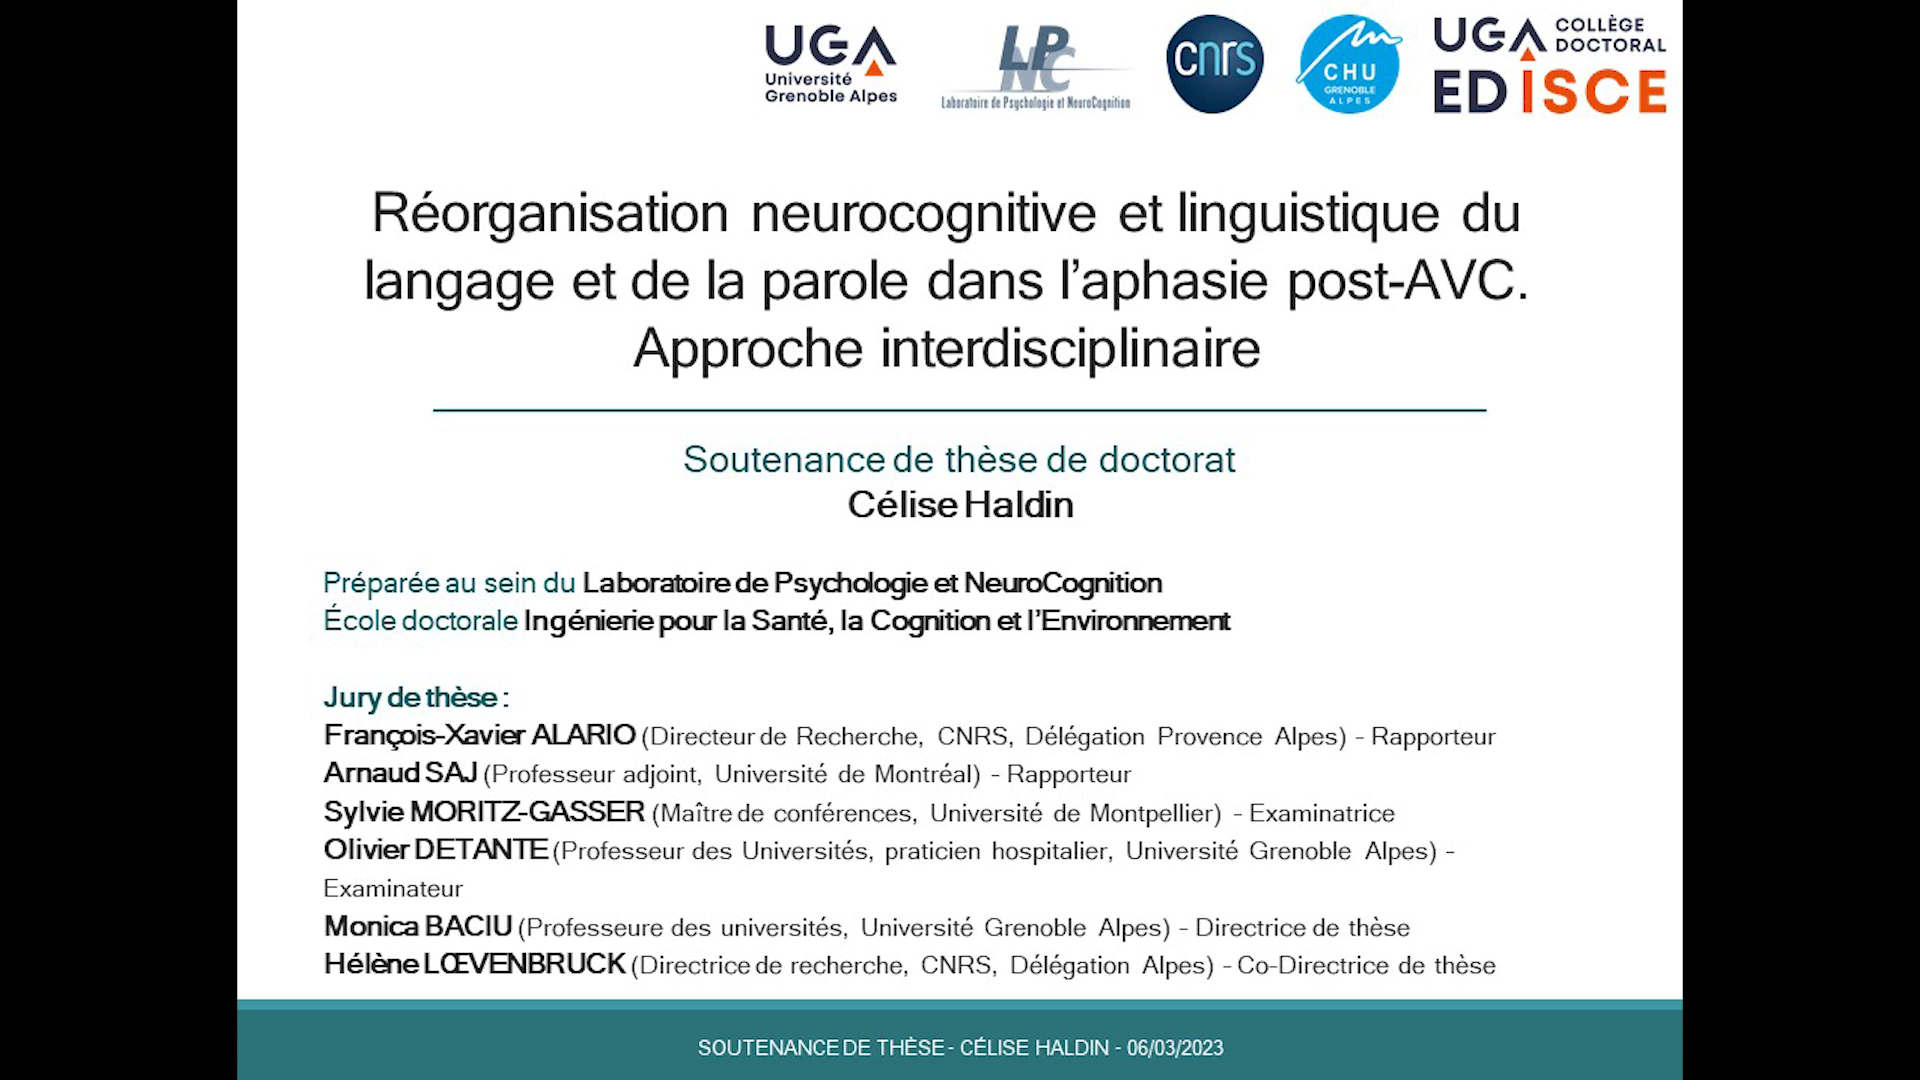 UGA
Université
Grenoble Alpes
LPNC
Laboratoire de Psychologie et NeuroCognition
cnrs
CHU
GRENOBLE
ALPES
UGA COLLÈGE
DOCTORAL
EDISCE
Réorganisation neurocognitive et linguistique du
langage et de la parole dans l’aphasie post-AVC.
Approche interdisciplinaire
Soutenance de thèse de doctorat
Célise Haldin
Préparée au sein du Laboratoire de Psychologie et NeuroCognition
École doctorale Ingénierie pour la Santé, la Cognition et l’Environnement
Jury de thèse :
François-Xavier ALARIO (Directeur de Recherche, CNRS, Délégation Provence Alpes) - Rapporteur
Arnaud SAJ (Professeur adjoint, Université de Montréal) - Rapporteur
Sylvie MORITZ-GASSER (Maître de conférences, Université de Montpellier) - Examinatrice
Olivier DETANTE (Professeur des Universités, praticien hospitalier, Université Grenoble Alpes) -
Examinateur
Monica BACIU (Professeure des universités, Université Grenoble Alpes) - Directrice de thèse
Hélène LŒVENBRUCK (Directrice de recherche, CNRS, Délégation Alpes) - Co-Directrice de thèse
SOUTENANCE DE THÈSE - CÉLISE HALDIN - 06/03/2023